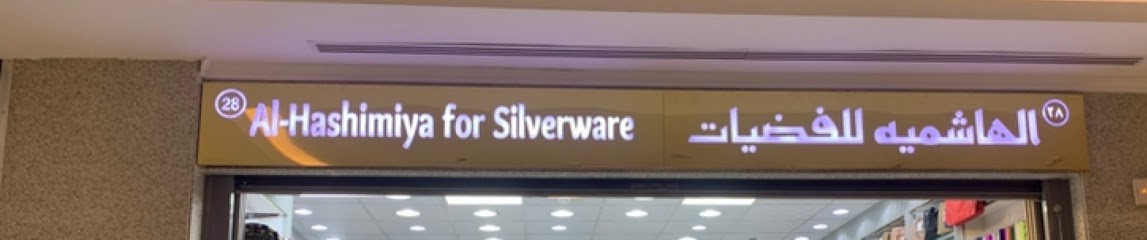 28 Al-Hashimiya for Silverware
٢٨ الهاشميه للفضيات